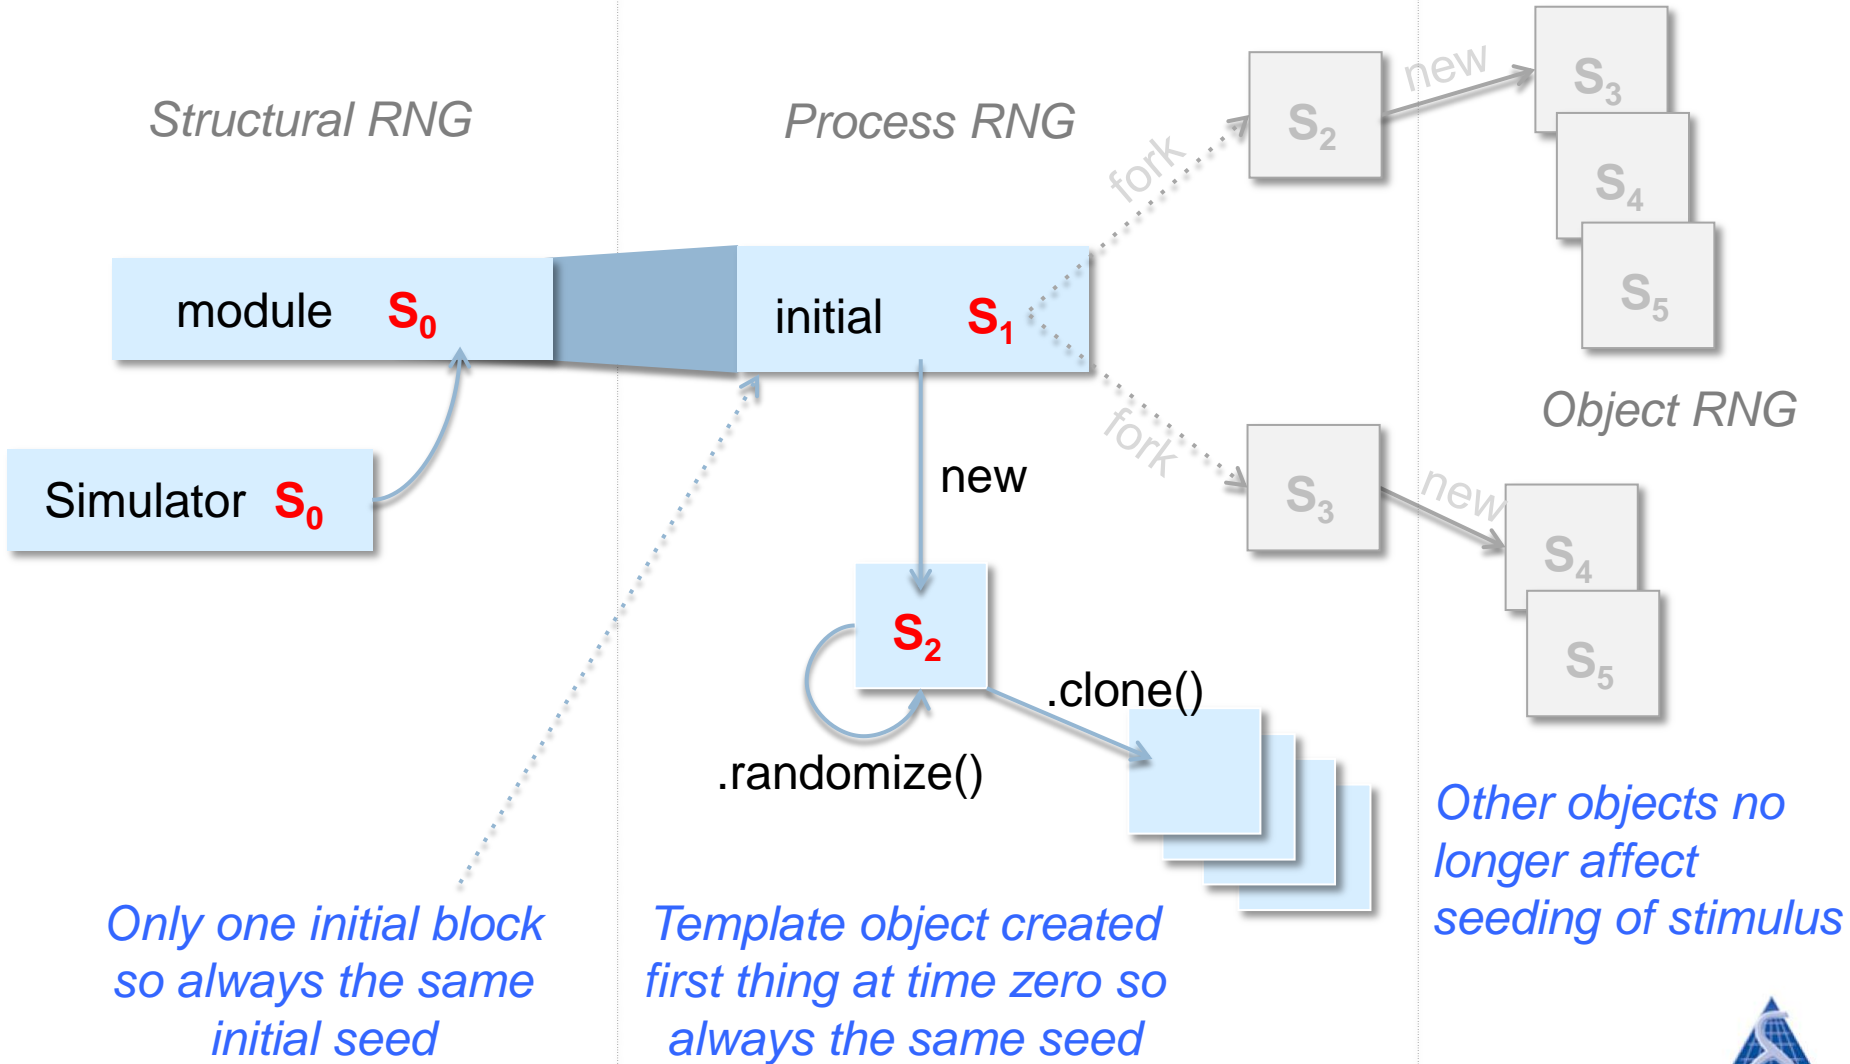 Structural RNG
Process RNG
new
S3
S2
fork
S4
S5
module S0
initial S1
Object RNG
fork
Simulator S0
new
new
S3
S4
S2
S5
.clone()
.randomize()
Other objects no
longer affect
seeding of stimulus
Only one initial block
so always the same
initial seed
Template object created
first thing at time zero so
always the same seed